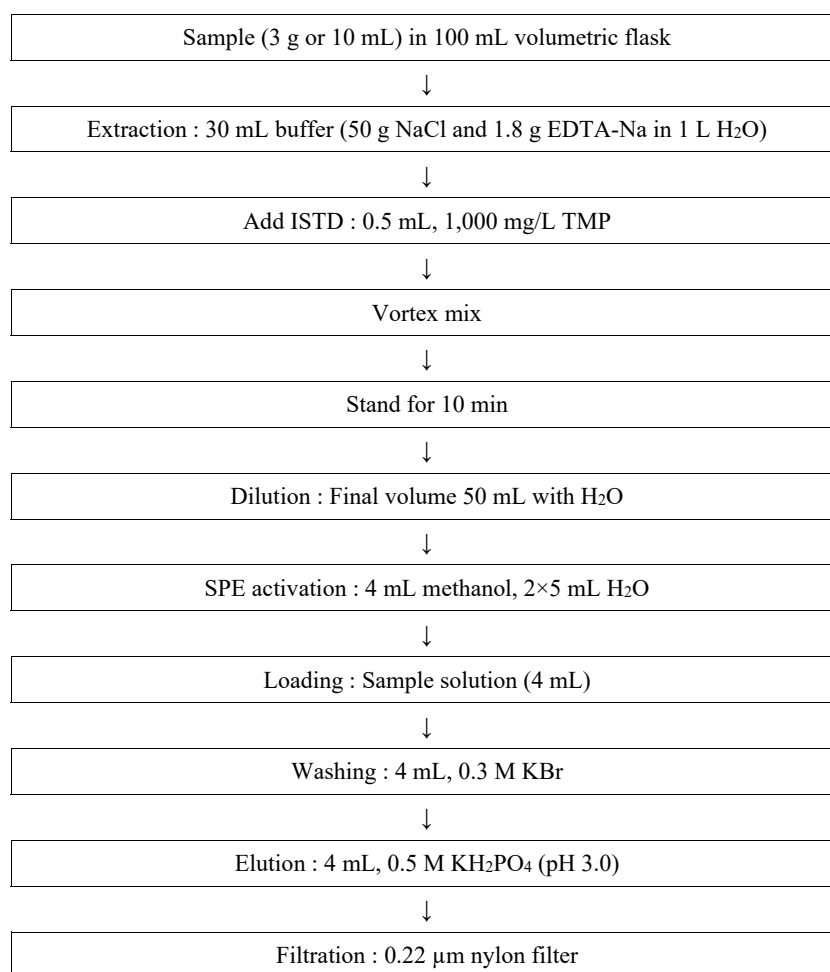 Sample (3 g or 10 mL) in 100 mL volumetric flask
↓
Extraction : 30 mL buffer (50 g NaCl and 1.8 g EDTA-Na in 1 L H₂O)
↓
Add ISTD : 0.5 mL, 1,000 mg/L TMP
↓
Vortex mix
↓
Stand for 10 min
↓
Dilution : Final volume 50 mL with H₂O
↓
SPE activation : 4 mL methanol, 2×5 mL H₂O
↓
Loading : Sample solution (4 mL)
↓
Washing : 4 mL, 0.3 M KBr
↓
Elution : 4 mL, 0.5 M KH₂PO₄ (pH 3.0)
↓
Filtration : 0.22 µm nylon filter